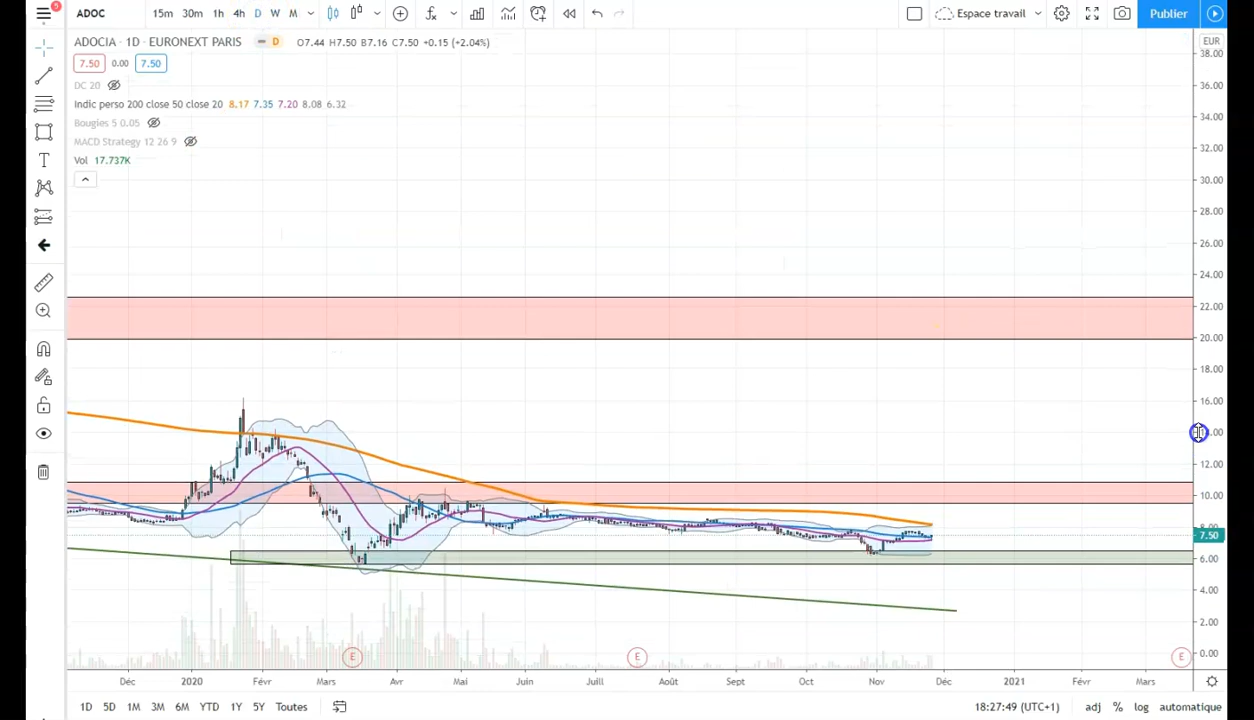 9
ADOC
15m 30m 1h 4h D W M
Espace travail
Publier
ADOCIA · 1D · EURONEXT PARIS D O7.44 H7.50 B7.16 C7.50 +0.15 (+2.04%)
EUR
7.50 0.00 7.50
DC 20
Indic perso 200 close 50 close 20 8.17 7.35 7.20 8.08 6.32
Bougies 5 0.05
MACD Strategy 12 26 9
Vol 17.737K
38.00
36.00
34.00
32.00
30.00
28.00
26.00
24.00
22.00
20.00
18.00
16.00
12.00
10.00
8.00
7.50
6.00
4.00
2.00
0.00
E E E
Déc 2020 Févr Mars Avr Mai Juin Juill Août Sept Oct Nov Déc 2021 Févr Mars
1D 5D 1M 3M 6M YTD 1Y 5Y Toutes 18:27:49 (UTC+1) adj % log automatique